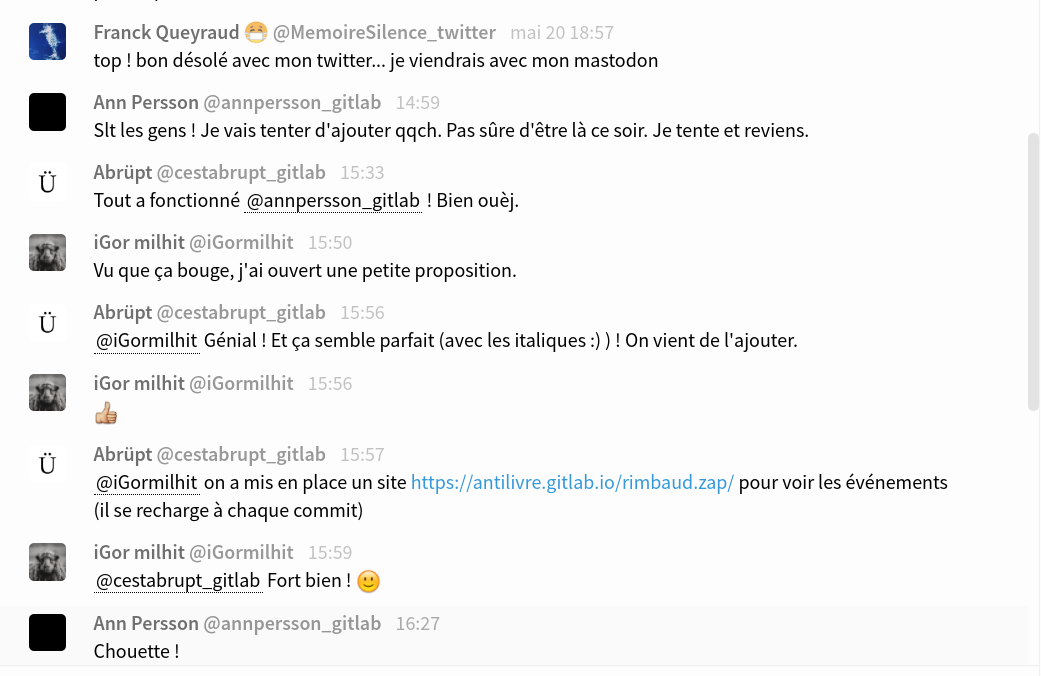 Franck Queyraud 😷 @MemoireSilence_twitter mai 20 18:57
top ! bon désolé avec mon twitter... je viendrais avec mon mastodon
Ann Persson @annpersson_gitlab 14:59
Slt les gens ! Je vais tenter d'ajouter qqch. Pas sûre d'être là ce soir. Je tente et reviens.
Ü
Abrüpt @cestabrupt_gitlab 15:33
Tout a fonctionné @annpersson_gitlab ! Bien ouèj.
iGor milhit @iGormilhit 15:50
Vu que ça bouge, j'ai ouvert une petite proposition.
Ü
Abrüpt @cestabrupt_gitlab 15:56
@iGormilhit Génial ! Et ça semble parfait (avec les italiques :) ) ! On vient de l'ajouter.
iGor milhit @iGormilhit 15:56
👍
Ü
Abrüpt @cestabrupt_gitlab 15:57
@iGormilhit on a mis en place un site https://antilivre.gitlab.io/rimbaud.zap/ pour voir les événements
(il se recharge à chaque commit)
iGor milhit @iGormilhit 15:59
@cestabrupt_gitlab Fort bien ! 🙂
Ann Persson @annpersson_gitlab 16:27
Chouette !